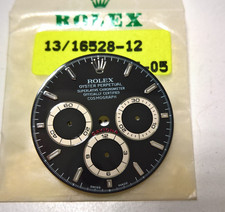 ROLEX
13/16528-12
05
ROLEX
OYSTER PERPETUAL
SUPERLATIVE CHRONOMETER
OFFICIALLY CERTIFIED
COSMOGRAPH